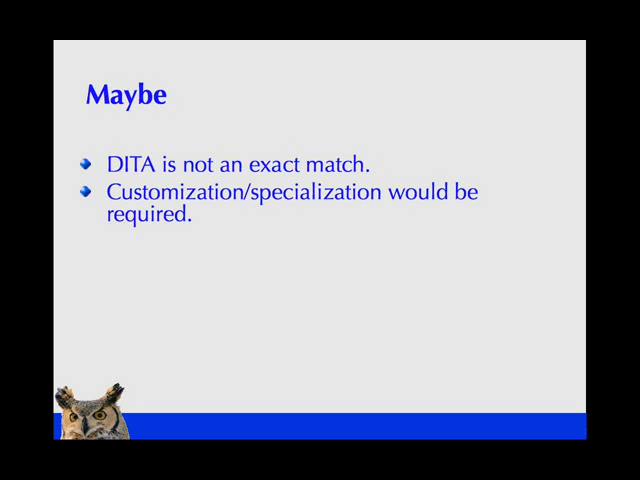 Maybe
DITA is not an exact match.
Customization/specialization would be
required.